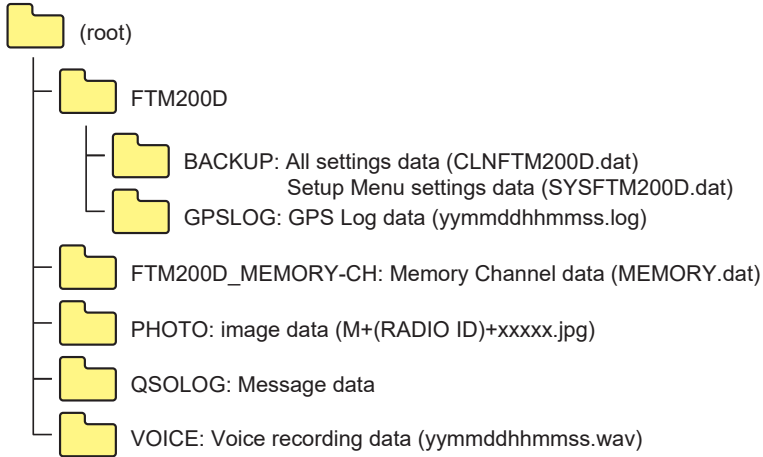 (root)
FTM200D
BACKUP: All settings data (CLNFTM200D.dat)
Setup Menu settings data (SYSFTM200D.dat)
GPSLOG: GPS Log data (yymmddhhmmss.log)
FTM200D_MEMORY-CH: Memory Channel data (MEMORY.dat)
PHOTO: image data (M+(RADIO ID)+xxxxx.jpg)
QSOLOG: Message data
VOICE: Voice recording data (yymmddhhmmss.wav)